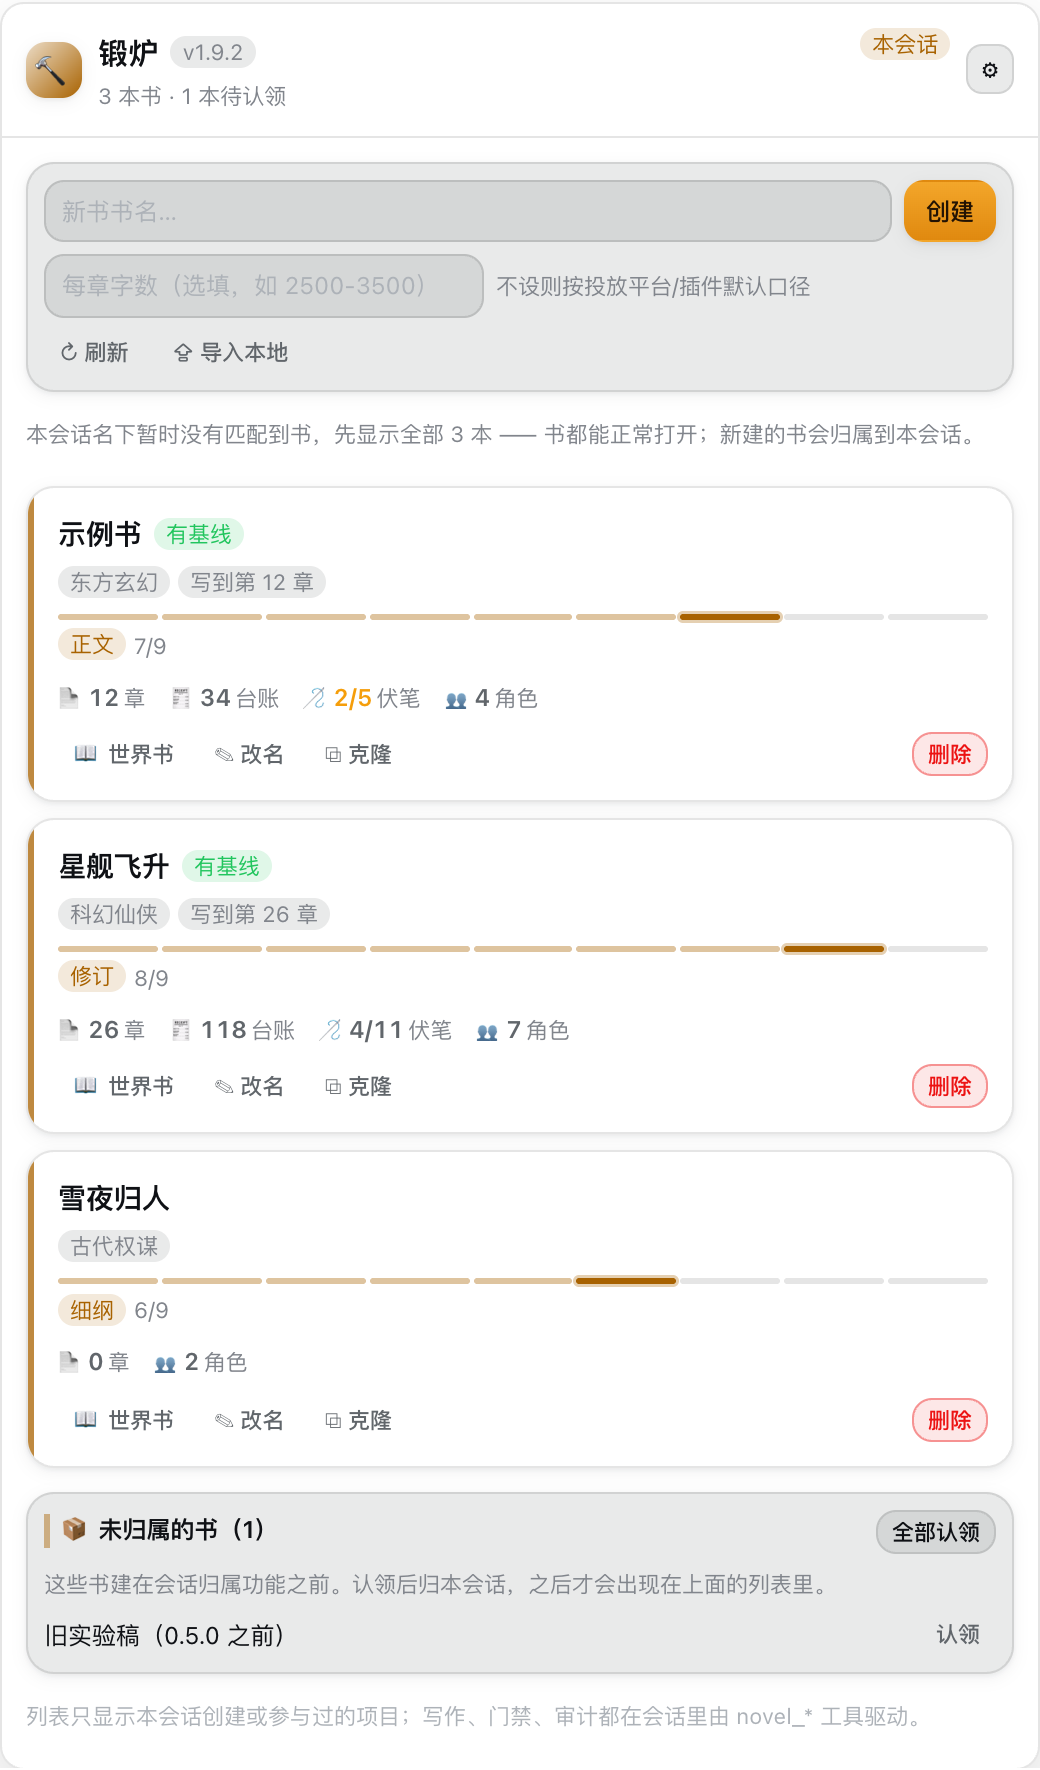 锻炉 v1.9.2
本会话
3 本书 · 1 本待认领
新书书名...
创建
每章字数（选填，如 2500-3500）
不设则按投放平台/插件默认口径
刷新
导入本地
本会话名下暂时没有匹配到书，先显示全部 3 本 —— 书都能正常打开；新建的书会归属到本会话。
示例书 有基线
东方玄幻 写到第 12 章
正文 7/9
12 章 34 台账 2/5 伏笔 4 角色
世界书 改名 克隆 删除
星舰飞升 有基线
科幻仙侠 写到第 26 章
修订 8/9
26 章 118 台账 4/11 伏笔 7 角色
世界书 改名 克隆 删除
雪夜归人
古代权谋
细纲 6/9
0 章 2 角色
世界书 改名 克隆 删除
未归属的书（1） 全部认领
这些书建在会话归属功能之前。认领后归本会话，之后才会出现在上面的列表里。
旧实验稿（0.5.0 之前） 认领
列表只显示本会话创建或参与过的项目；写作、门禁、审计都在会话里由 novel_* 工具驱动。